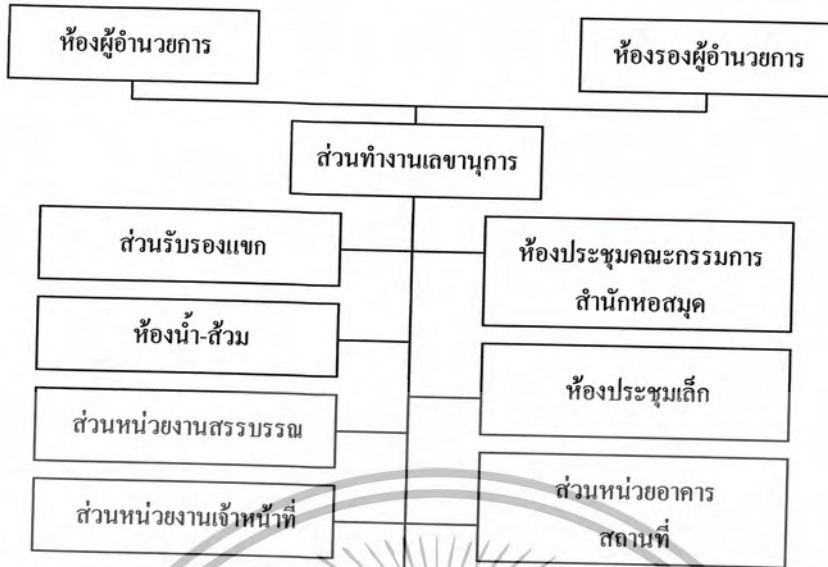 ห้องผู้อำนวยการ
ห้องรองผู้อำนวยการ
ส่วนทำงานเลขานุการ
ส่วนรับรองแขก
ห้องประชุมคณะกรรมการ
สำนักหอสมุด
ห้องน้ำ-ส้วม
ห้องประชุมเล็ก
ส่วนหน่วยงานสรรบรรณ
ส่วนหน่วยอาคาร
สถานที่
ส่วนหน่วยงานเจ้าหน้าที่